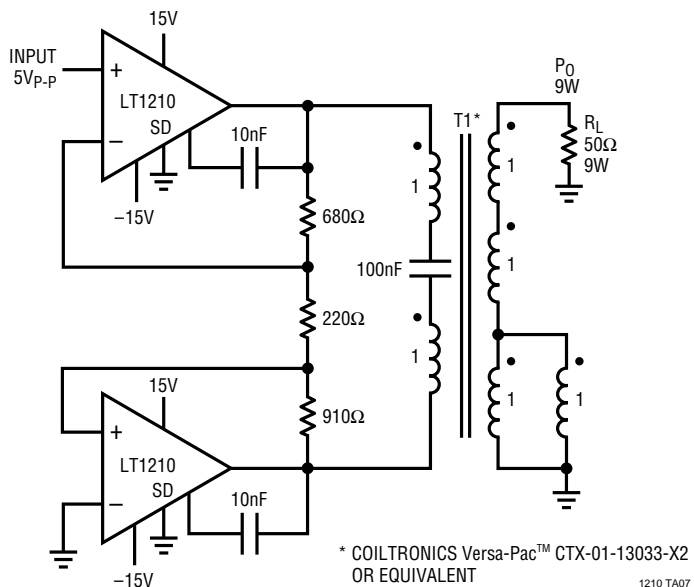 15V
INPUT
5VP-P
+
LT1210
–
SD
10nF
–15V
680Ω
220Ω
910Ω
100nF
15V
+
LT1210
–
SD
10nF
–15V
T1*
1
1
1
1
1
1
PO
9W
RL
50Ω
9W
* COILTRONICS Versa-Pac™ CTX-01-13033-X2
OR EQUIVALENT
1210 TA07